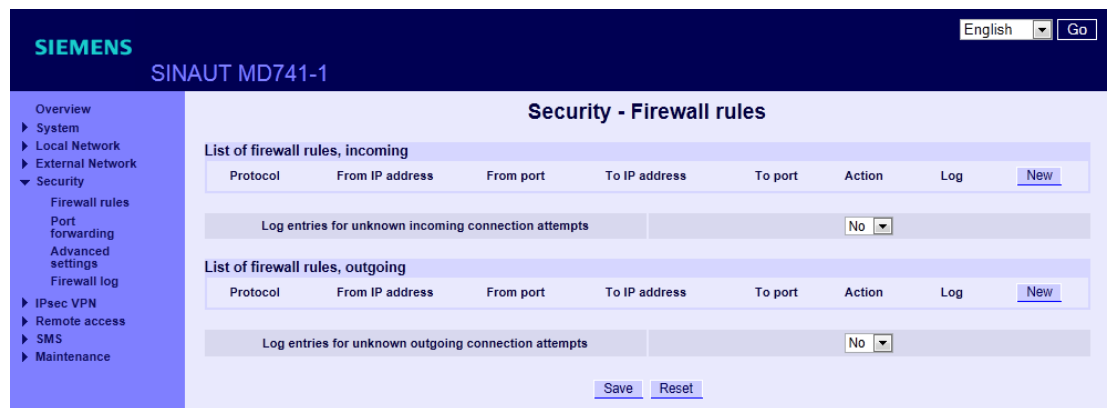 English Go
SIEMENS
SINAUT MD741-1
Overview
System
Local Network
External Network
Security
Firewall rules
Port
forwarding
Advanced
settings
Firewall log
IPsec VPN
Remote access
SMS
Maintenance
Security - Firewall rules
List of firewall rules, incoming
Protocol From IP address From port To IP address To port Action Log New
Log entries for unknown incoming connection attempts No
List of firewall rules, outgoing
Protocol From IP address From port To IP address To port Action Log New
Log entries for unknown outgoing connection attempts No
Save Reset